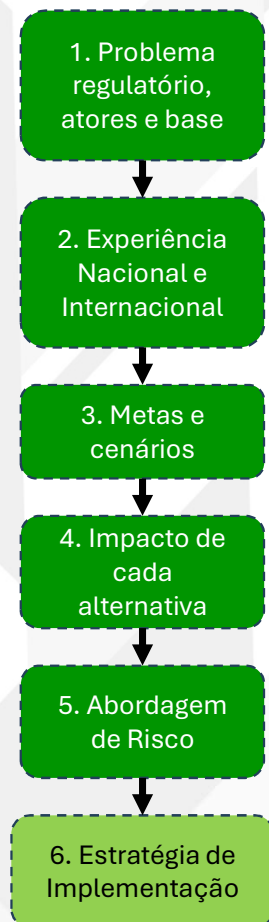 1. Problema
regulatório,
atores e base
2. Experiência
Nacional e
Internacional
3. Metas e
cenários
4. Impacto de
cada
alternativa
5. Abordagem
de Risco
6. Estratégia de
Implementação